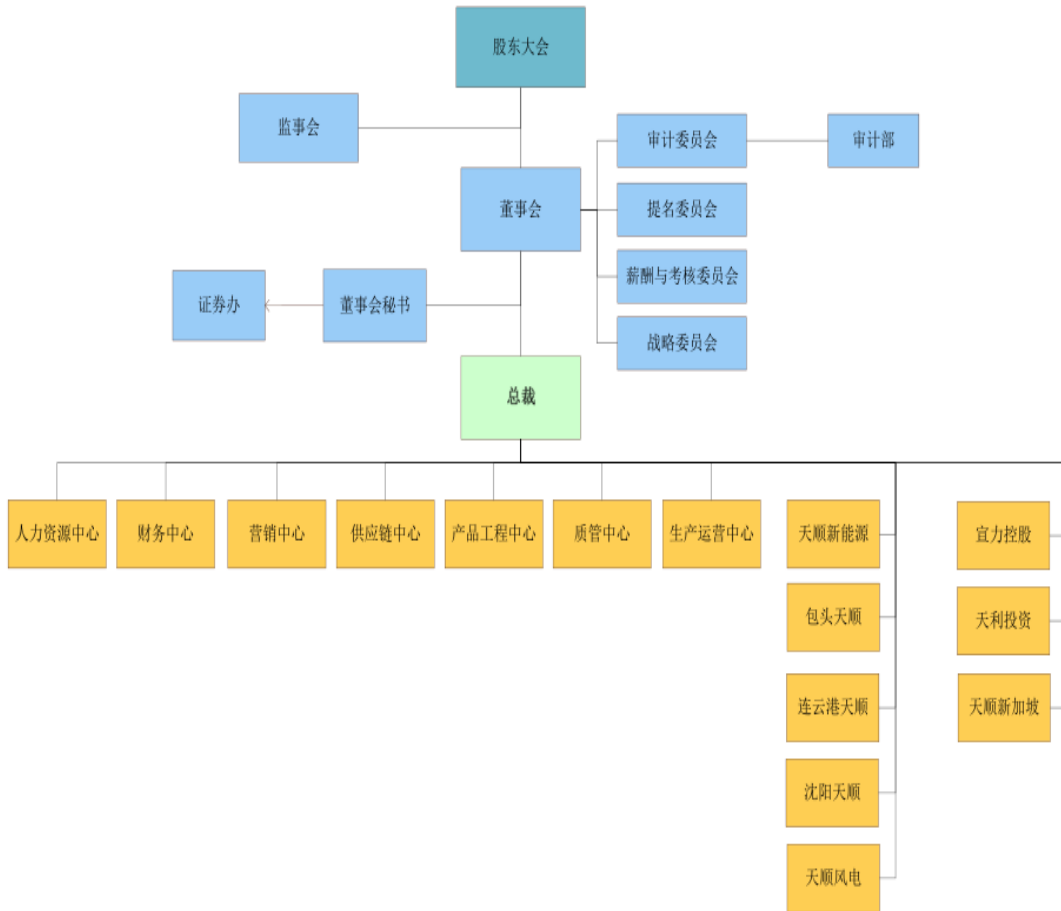 股东大会
监事会
审计委员会
审计部
董事会
提名委员会
薪酬与考核委员会
证券办
董事会秘书
战略委员会
总裁
人力资源中心
财务中心
营销中心
供应链中心
产品工程中心
质管中心
生产运营中心
天顺新能源
宣力控股
包头天顺
天利投资
连云港天顺
天顺新加坡
沈阳天顺
天顺风电